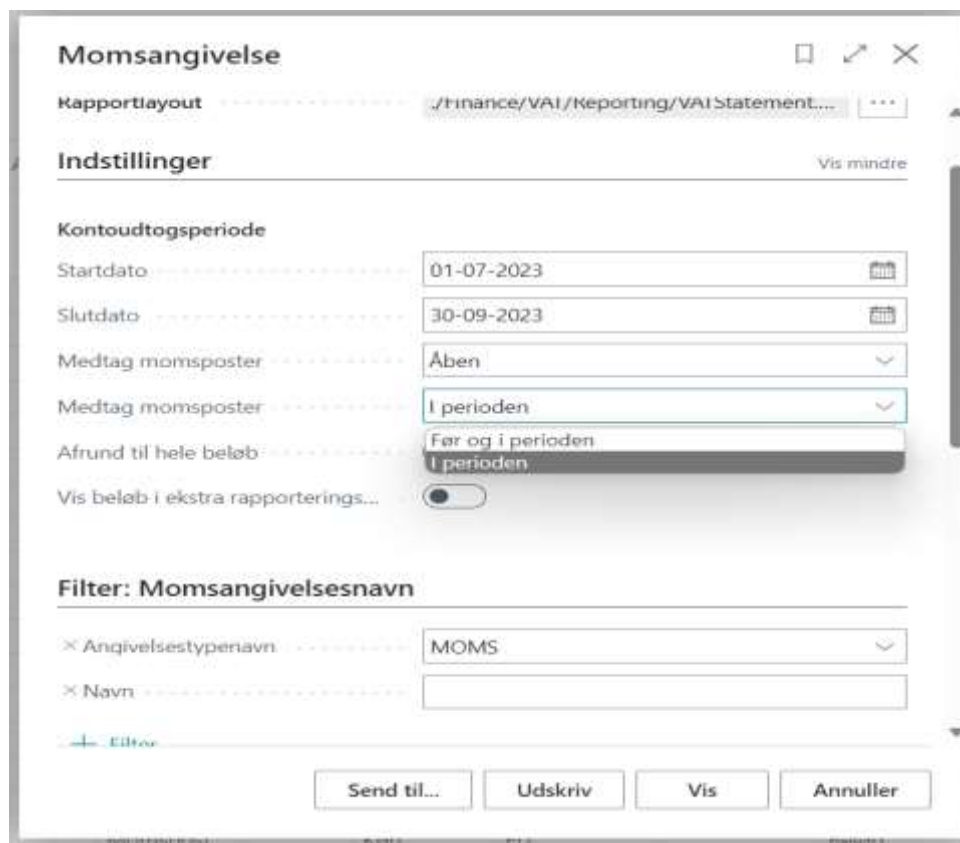 Momsangivelse
Rapportlayout ./Finance/VAT/Reporting/VATStatement.... ...
Indstillinger Vis mindre
Kontoudtogsperiode
Startdato 01-07-2023
Slutdato 30-09-2023
Medtag momsposter Åben
Medtag momsposter I perioden
Før og i perioden
Afrund til hele beløb
I perioden
Vis beløb i ekstra rapporterings...
Filter: Momsangivelsesnavn
× Angivelsestypenavn MOMS
× Navn
+ Filter
Send til... Udskriv Vis Annuller